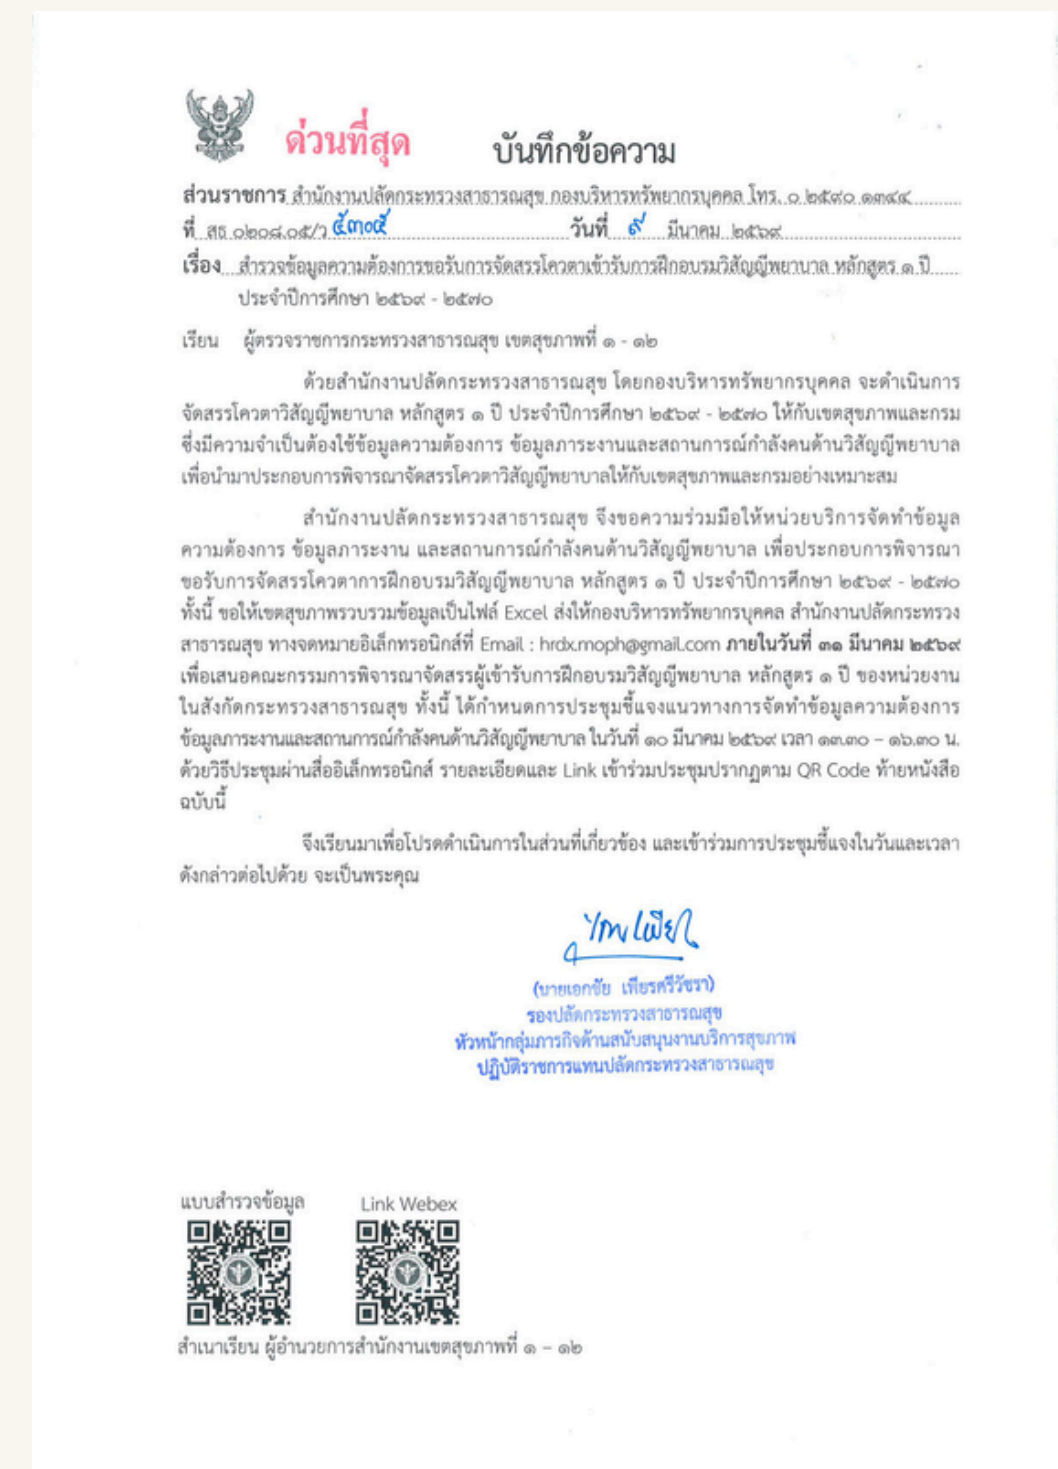 ด่วนที่สุด
บันทึกข้อความ
ส่วนราชการ สำนักงานปลัดกระทรวงสาธารณสุข กองบริหารทรัพยากรบุคคล โทร. ๐ ๒๕๙๐ ๑๓๔๔
ที่ สธ ๐๒๐๘.๐๕/ว ๕๓๐๕ วันที่ ๙ มีนาคม ๒๕๖๙
เรื่อง สำรวจข้อมูลความต้องการขอรับการจัดสรรโควตาเข้ารับการฝึกอบรมวิสัญญีพยาบาล หลักสูตร ๑ ปี
ประจำปีการศึกษา ๒๕๖๙ - ๒๕๗๐
เรียน ผู้ตรวจราชการกระทรวงสาธารณสุข เขตสุขภาพที่ ๑ - ๑๒
ด้วยสำนักงานปลัดกระทรวงสาธารณสุข โดยกองบริหารทรัพยากรบุคคล จะดำเนินการ
จัดสรรโควตาวิสัญญีพยาบาล หลักสูตร ๑ ปี ประจำปีการศึกษา ๒๕๖๙ - ๒๕๗๐ ให้กับเขตสุขภาพและกรม
ซึ่งมีความจำเป็นต้องใช้ข้อมูลความต้องการ ข้อมูลภาระงานและสถานการณ์กำลังคนด้านวิสัญญีพยาบาล
เพื่อนำมาประกอบการพิจารณาจัดสรรโควตาวิสัญญีพยาบาลให้กับเขตสุขภาพและกรมอย่างเหมาะสม
สำนักงานปลัดกระทรวงสาธารณสุข จึงขอความร่วมมือให้หน่วยบริการจัดทำข้อมูล
ความต้องการ ข้อมูลภาระงาน และสถานการณ์กำลังคนด้านวิสัญญีพยาบาล เพื่อประกอบการพิจารณา
ขอรับการจัดสรรโควตาการฝึกอบรมวิสัญญีพยาบาล หลักสูตร ๑ ปี ประจำปีการศึกษา ๒๕๖๙ - ๒๕๗๐
ทั้งนี้ ขอให้เขตสุขภาพรวบรวมข้อมูลเป็นไฟล์ Excel ส่งให้กองบริหารทรัพยากรบุคคล สำนักงานปลัดกระทรวง
สาธารณสุข ทางจดหมายอิเล็กทรอนิกส์ที่ Email : hrdx.moph@gmail.com ภายในวันที่ ๓๑ มีนาคม ๒๕๖๙
เพื่อเสนอคณะกรรมการพิจารณาจัดสรรผู้เข้ารับการฝึกอบรมวิสัญญีพยาบาล หลักสูตร ๑ ปี ของหน่วยงาน
ในสังกัดกระทรวงสาธารณสุข ทั้งนี้ ได้กำหนดการประชุมชี้แจงแนวทางการจัดทำข้อมูลความต้องการ
ข้อมูลภาระงานและสถานการณ์กำลังคนด้านวิสัญญีพยาบาล ในวันที่ ๑๐ มีนาคม ๒๕๖๙ เวลา ๑๓.๓๐ – ๑๖.๓๐ น.
ด้วยวิธีประชุมผ่านสื่ออิเล็กทรอนิกส์ รายละเอียดและ Link เข้าร่วมประชุมปรากฏตาม QR Code ท้ายหนังสือ
ฉบับนี้
จึงเรียนมาเพื่อโปรดดำเนินการในส่วนที่เกี่ยวข้อง และเข้าร่วมการประชุมชี้แจงในวันและเวลา
ดังกล่าวต่อไปด้วย จะเป็นพระคุณ
(นายเอกชัย เพียรศรีวัชรา)
รองปลัดกระทรวงสาธารณสุข
หัวหน้ากลุ่มภารกิจด้านสนับสนุนงานบริการสุขภาพ
ปฏิบัติราชการแทนปลัดกระทรวงสาธารณสุข
แบบสำรวจข้อมูล Link Webex
สำเนาเรียน ผู้อำนวยการสำนักงานเขตสุขภาพที่ ๑ – ๑๒